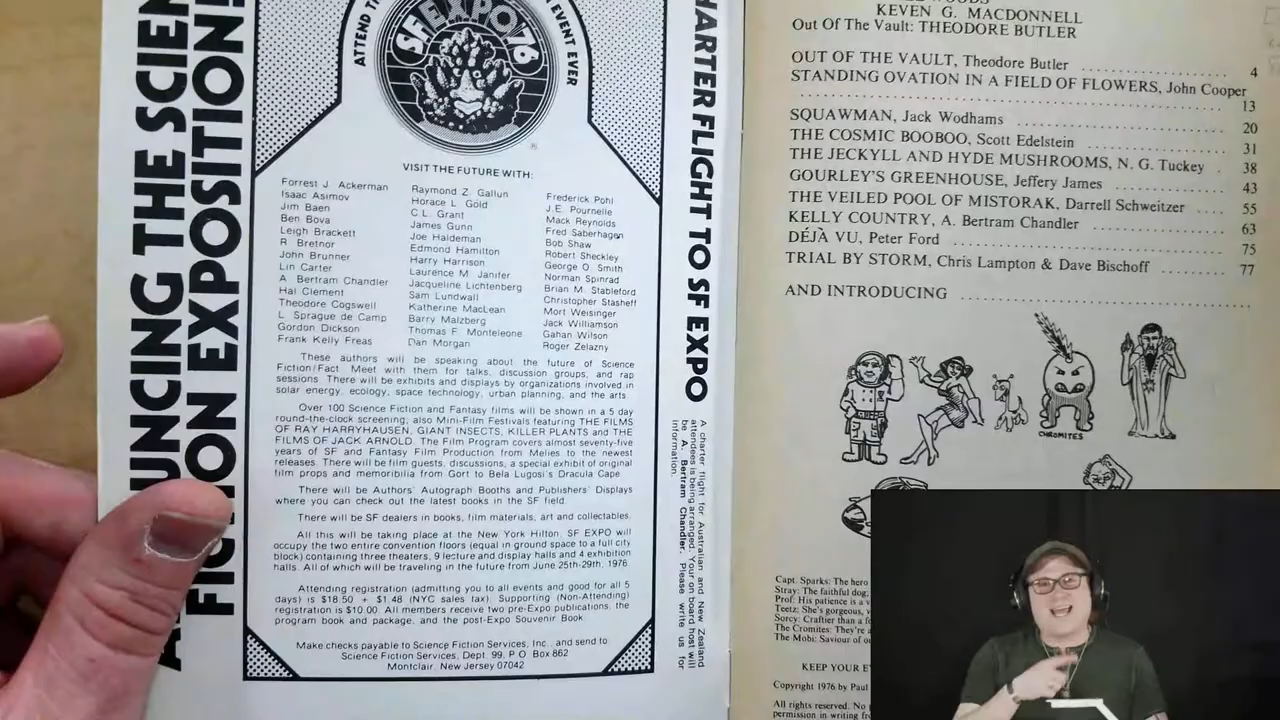 ANNOUNCING THE SCIEN
FICTION EXPOSITION!
ATTEND T
EVENT EVER
SFEXPO'76
®
VISIT THE FUTURE WITH:
Forrest J. Ackerman
Isaac Asimov
Jim Baen
Ben Bova
Leigh Brackett
R. Bretnor
John Brunner
Lin Carter
A. Bertram Chandler
Hal Clement
Theodore Cogswell
L. Sprague de Camp
Gordon Dickson
Frank Kelly Freas
Raymond Z. Gallun
Horace L. Gold
C.L. Grant
James Gunn
Joe Haldeman
Edmond Hamilton
Harry Harrison
Laurence M. Janifer
Jacqueline Lichtenberg
Sam Lundwall
Katherine MacLean
Barry Malzberg
Thomas F. Monteleone
Dan Morgan
Frederick Pohl
J.E. Pournelle
Mack Reynolds
Fred Saberhagen
Bob Shaw
Robert Sheckley
George O. Smith
Norman Spinrad
Brian M. Stableford
Christopher Stasheff
Mort Weisinger
Jack Williamson
Gahan Wilson
Roger Zelazny
These authors will be speaking about the future of Science
Fiction/Fact. Meet with them for talks, discussion groups, and rap
sessions. There will be exhibits and displays by organizations involved in
solar energy, ecology, space technology, urban planning, and the arts.
Over 100 Science Fiction and Fantasy films will be shown in a 5 day
round-the-clock screening; also Mini-Film Festivals featuring THE FILMS
OF RAY HARRYHAUSEN, GIANT INSECTS, KILLER PLANTS and THE
FILMS OF JACK ARNOLD. The Film Program covers almost seventy-five
years of SF and Fantasy Film Production from Melies to the newest
releases. There will be film guests, discussions, a special exhibit of original
film props and memoribilia from Gort to Bela Lugosi's Dracula Cape.
There will be Authors' Autograph Booths and Publishers' Displays
where you can check out the latest books in the SF field.
There will be SF dealers in books, film materials, art and collectables.
All this will be taking place at the New York Hilton. SF EXPO will
occupy the two entire convention floors (equal in ground space to a full city
block) containing three theaters, 9 lecture and display halls and 4 exhibition
halls. All of which will be traveling in the future from June 25th-29th, 1976.
Attending registration (admitting you to all events and good for all 5
days) is $18.50 + $1.48 (NYC sales tax). Supporting (Non-Attending)
registration is $10.00. All members receive two pre-Expo publications, the
program book and package, and the post-Expo Souvenir Book.
Make checks payable to Science Fiction Services, Inc., and send to
Science Fiction Services, Dept. 99, P.O. Box 862
Montclair, New Jersey 07042
HARTER FLIGHT TO SF EXPO
A charter flight for Australian and New Zealand
attendees is being arranged. Your on board host will
be A. Bertram Chandler. Please write us for
information.
WOODS
KEVEN G. MACDONNELL
Out Of The Vault: THEODORE BUTLER
OUT OF THE VAULT, Theodore Butler 4
STANDING OVATION IN A FIELD OF FLOWERS, John Cooper
13
SQUAWMAN, Jack Wodhams 20
THE COSMIC BOOBOO, Scott Edelstein 31
THE JECKYLL AND HYDE MUSHROOMS, N. G. Tuckey 38
GOURLEY'S GREENHOUSE, Jeffery James 43
THE VEILED POOL OF MISTORAK, Darrell Schweitzer 55
KELLY COUNTRY, A. Bertram Chandler 63
DÉJÀ VU, Peter Ford 75
TRIAL BY STORM, Chris Lampton & Dave Bischoff 77
AND INTRODUCING
CHROMITES
Capt. Sparks: The hero
Stray: The faithful dog
Prof: His patience is a
Teetz: She's gorgeous,
Sorcy: Craftier than a
The Cromites: They're
The Mobi: Saviour of
KEEP YOUR
Copyright 1976 by Paul
All rights reserved. No
permission in writing